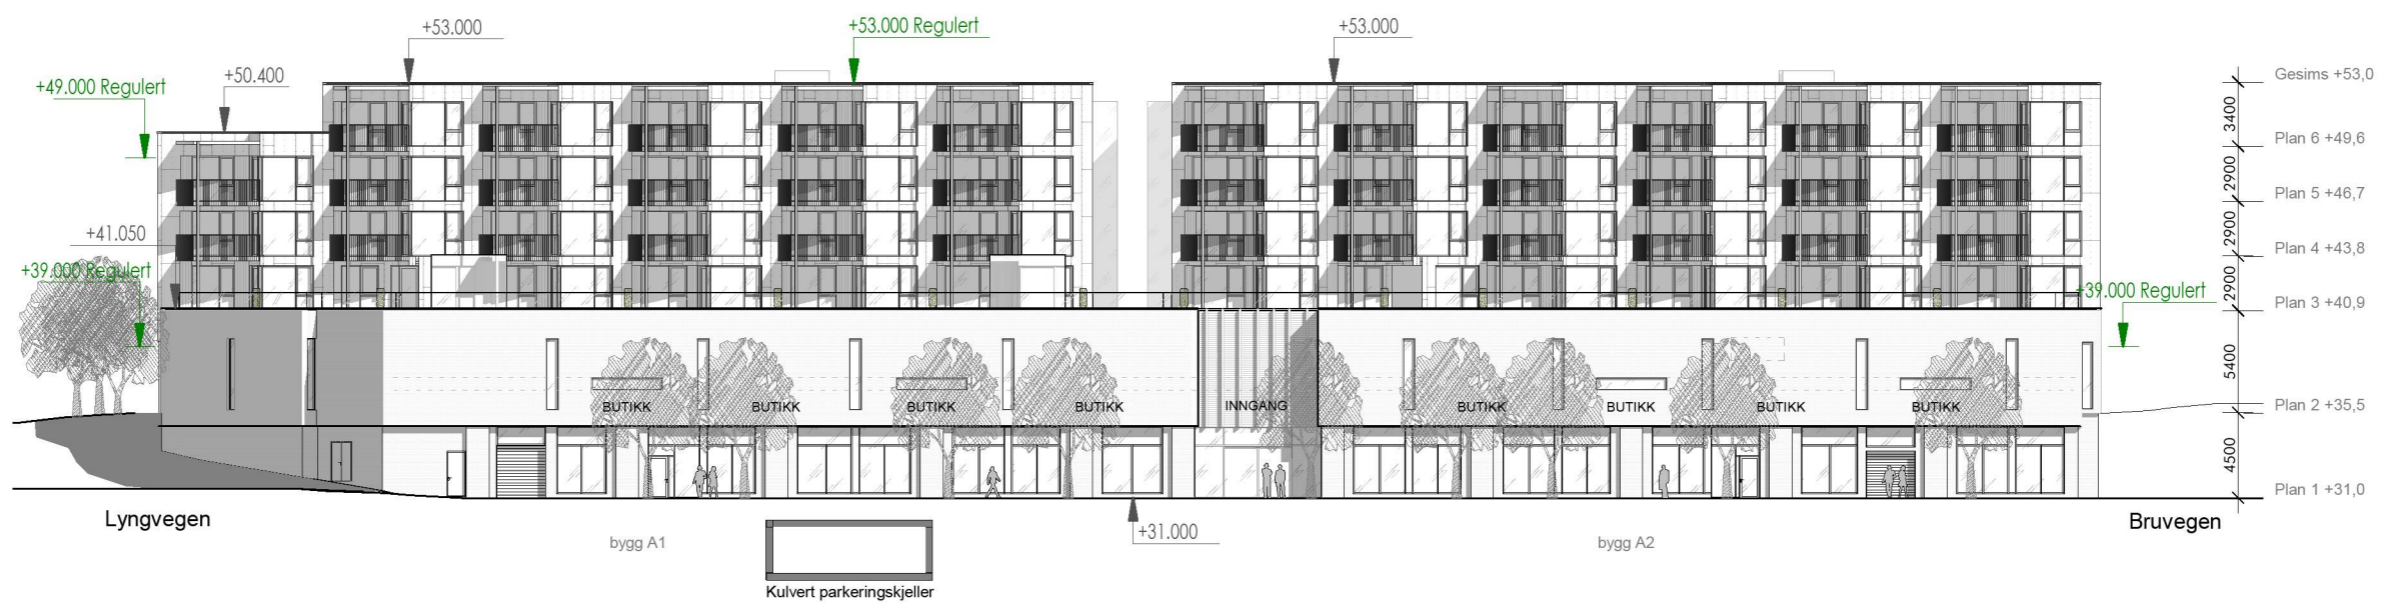 +53.000
+53.000 Regulert
+53.000
+50.400
+49.000 Regulert
+41.050
+39.000 Regulert
+39.000 Regulert
Gesims +53,0
3400
Plan 6 +49,6
2900
Plan 5 +46,7
2900
Plan 4 +43,8
2900
Plan 3 +40,9
5400
Plan 2 +35,5
4500
Plan 1 +31,0
BUTIKK BUTIKK BUTIKK BUTIKK INNGANG BUTIKK BUTIKK BUTIKK BUTIKK
Lyngvegen
Bruvegen
+31.000
bygg A1
bygg A2
Kulvert parkeringskjeller